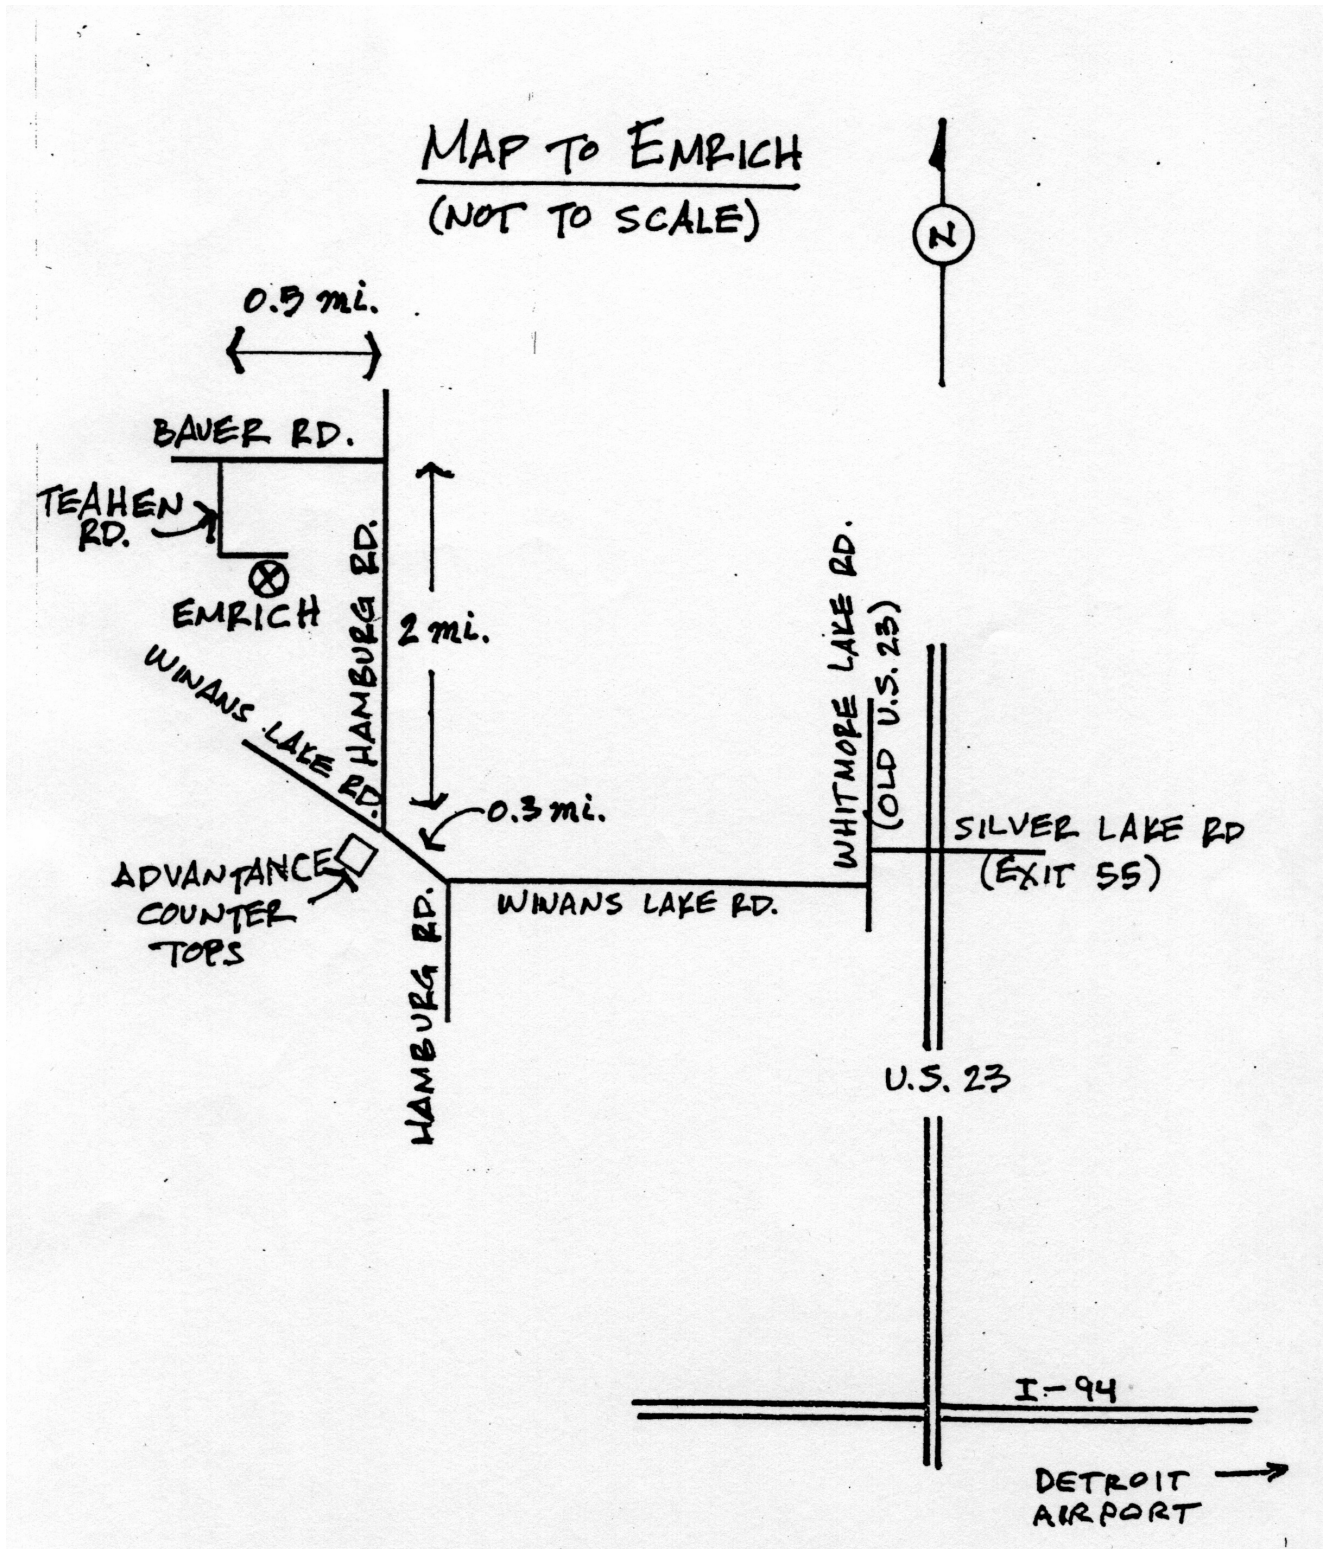 MAP TO EMRICH
(NOT TO SCALE)
N
0.5 mi.
BAUER RD.
TEAHEN
RD.
EMRICH
HAMBURG RD.
2 mi.
WINANS LAKE RD.
0.3 mi.
ADVANTANCE
COUNTER
TOPS
HAMBURG RD.
WINANS LAKE RD.
WHITMORE LAKE RD.
(OLD U.S. 23)
SILVER LAKE RD
(EXIT 55)
U.S. 23
I-94
DETROIT
AIRPORT